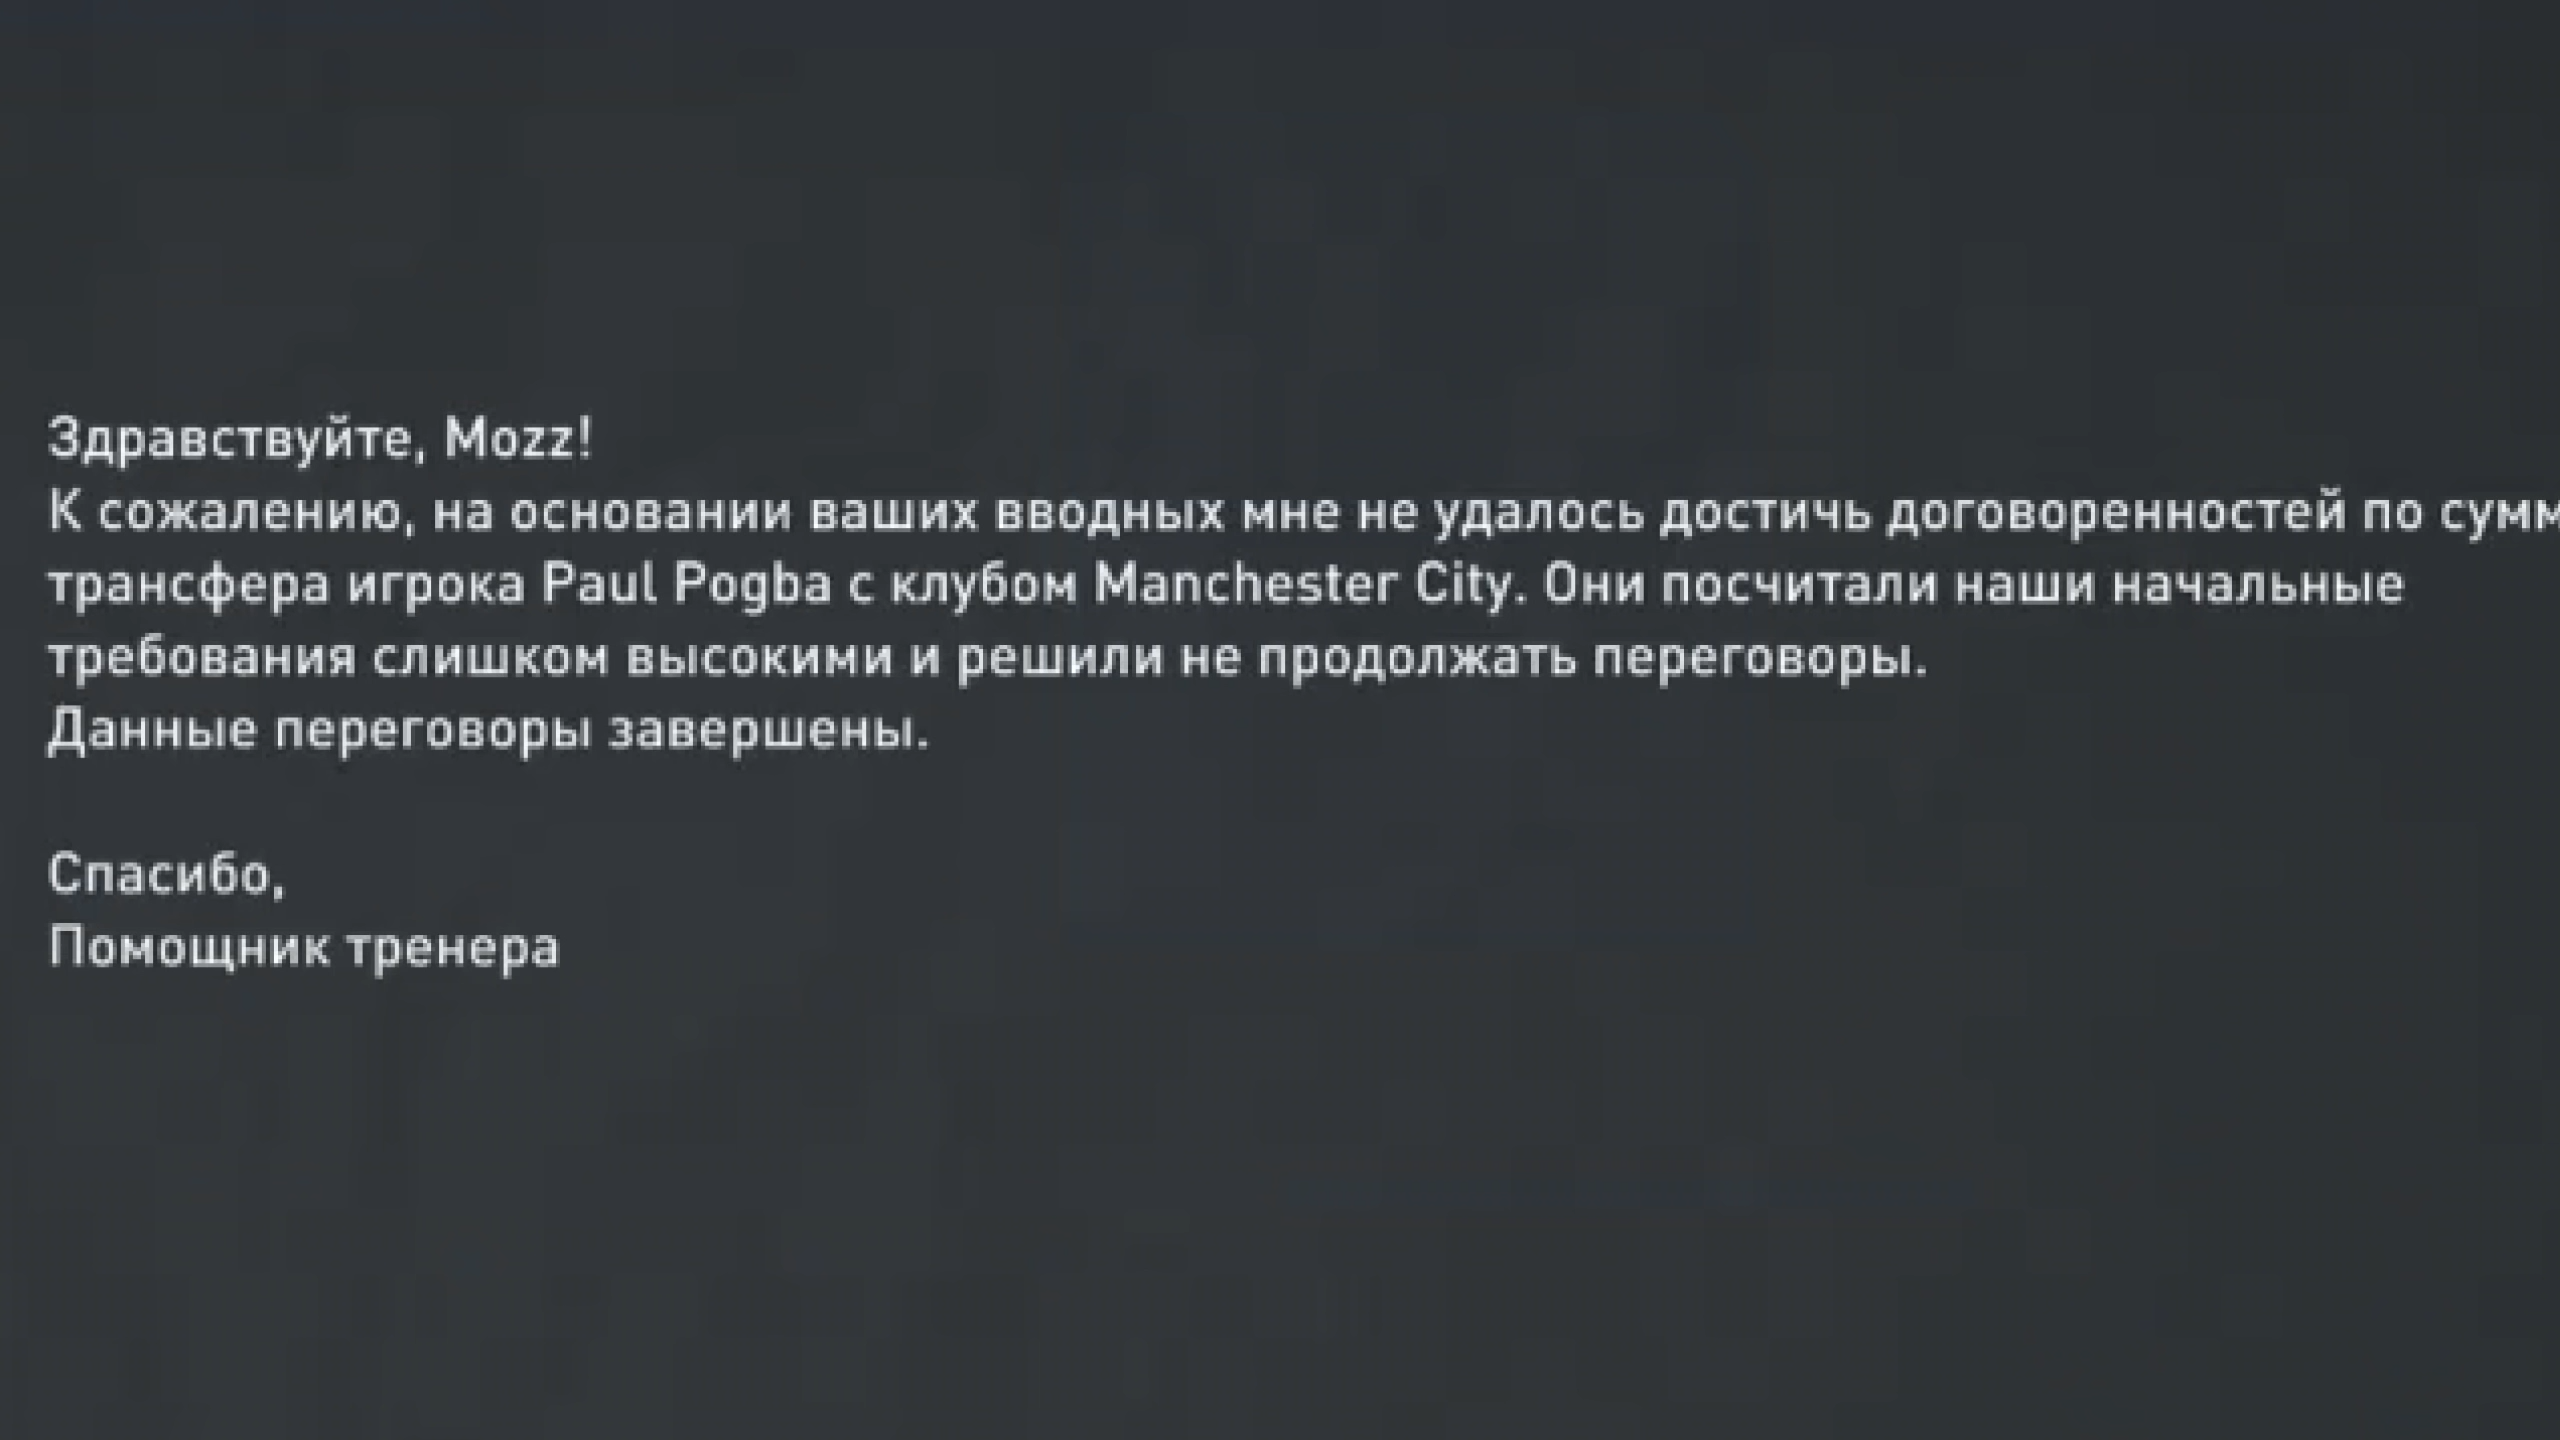 Здравствуйте, Mozz!
К сожалению, на основании ваших вводных мне не удалось достичь договоренностей по сумм
трансфера игрока Paul Pogba с клубом Manchester City. Они посчитали наши начальные
требования слишком высокими и решили не продолжать переговоры.
Данные переговоры завершены.
Спасибо,
Помощник тренера